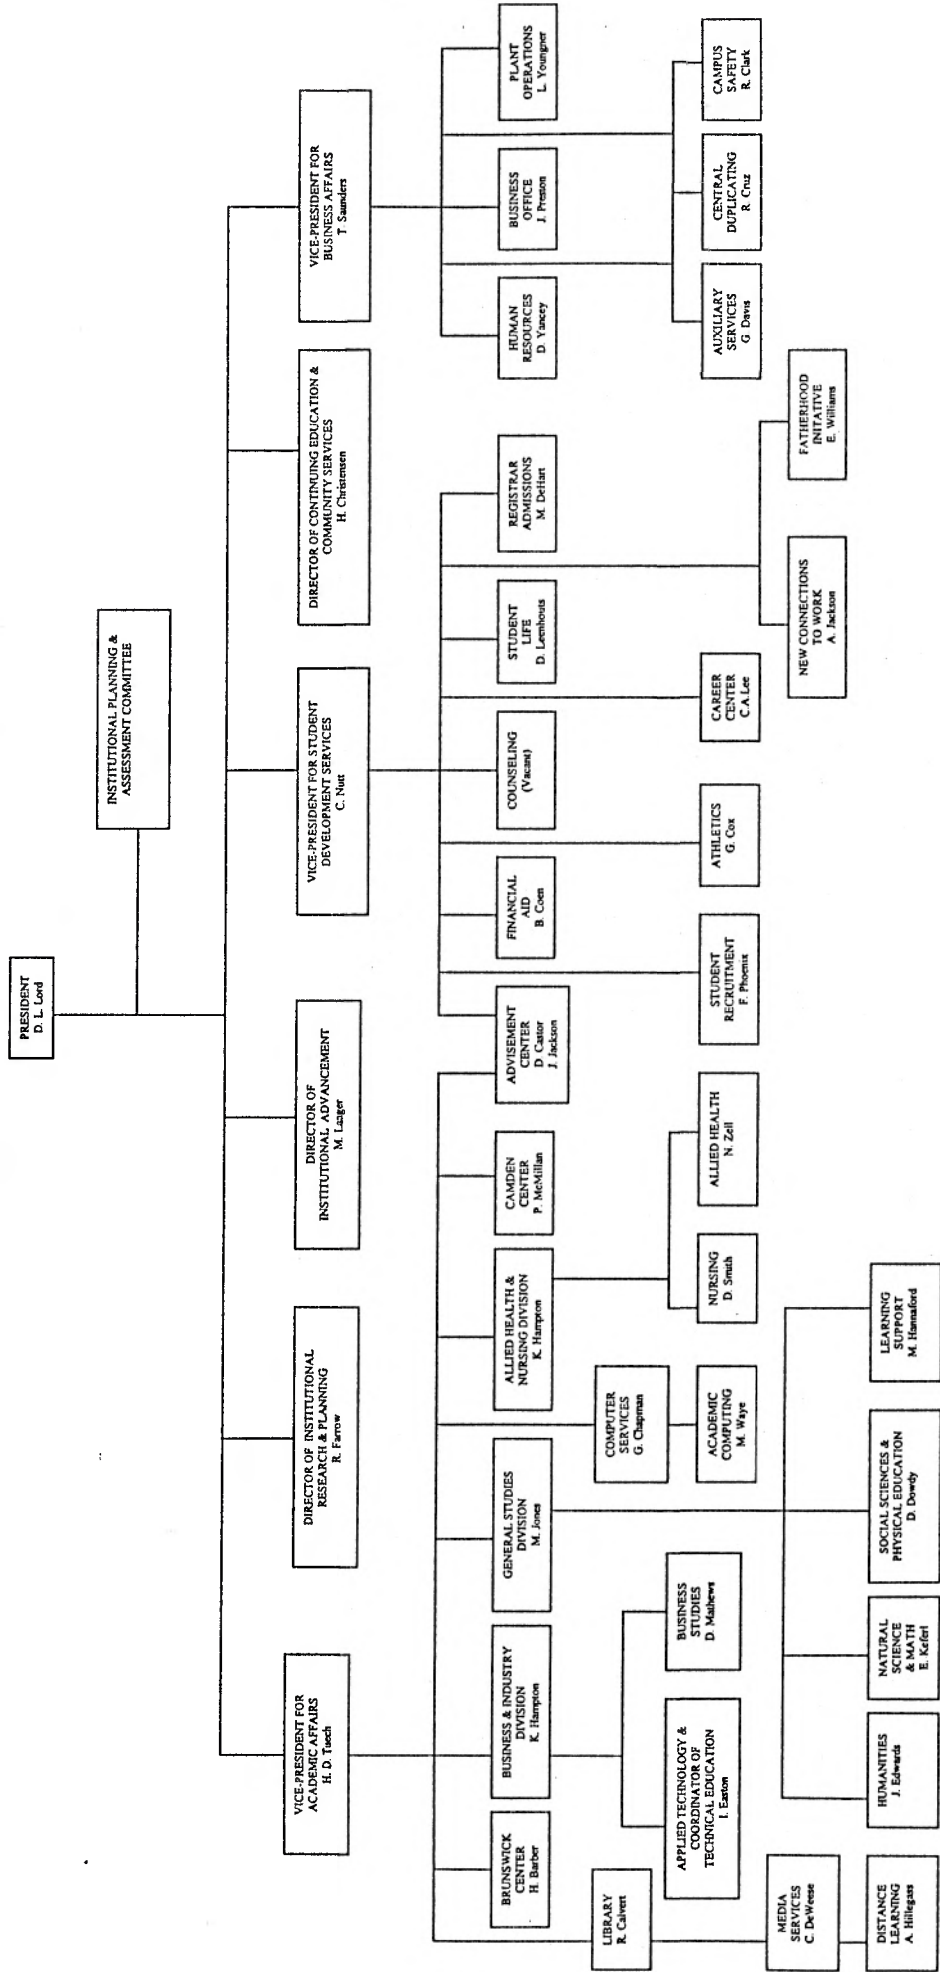 PRESIDENT
D. L. Lord
INSTITUTIONAL PLANNING &
ASSESSMENT COMMITTEE
VICE-PRESIDENT FOR
ACADEMIC AFFAIRS
H. D. Tuech
DIRECTOR OF INSTITUTIONAL
RESEARCH & PLANNING
R. Farrow
DIRECTOR OF
INSTITUTIONAL ADVANCEMENT
M. Laager
VICE-PRESIDENT FOR STUDENT
DEVELOPMENT SERVICES
C. Nutt
DIRECTOR OF CONTINUING EDUCATION &
COMMUNITY SERVICES
H. Christensen
VICE-PRESIDENT FOR
BUSINESS AFFAIRS
T. Saunders
BRUNSWICK
CENTER
H. Barber
BUSINESS & INDUSTRY
DIVISION
K. Hampton
GENERAL STUDIES
DIVISION
M. Jones
ALLIED HEALTH &
NURSING DIVISION
K. Hampton
CAMDEN
CENTER
P. McMillan
ADVISEMENT
CENTER
D. Castor
J. Jackson
FINANCIAL
AID
B. Coen
COUNSELING
(Vacant)
STUDENT
LIFE
D. Leenhouts
REGISTRAR
ADMISSIONS
M. DeHart
HUMAN
RESOURCES
D. Yancey
BUSINESS
OFFICE
J. Presson
PLANT
OPERATIONS
L. Youngner
LIBRARY
R. Calvert
COMPUTER
SERVICES
G. Chapman
APPLIED TECHNOLOGY &
COORDINATOR OF
TECHNICAL EDUCATION
I. Easton
BUSINESS
STUDIES
D. Mathews
ACADEMIC
COMPUTING
M. Waye
NURSING
D. Smith
ALLIED HEALTH
N. Zell
STUDENT
RECRUITMENT
F. Phoenix
ATHLETICS
G. Cox
CAREER
CENTER
C.A.Lee
AUXILIARY
SERVICES
G. Davis
CENTRAL
DUPLICATING
R. Cruz
CAMPUS
SAFETY
R. Clark
MEDIA
SERVICES
C. DeWeese
NEW CONNECTIONS
TO WORK
A. Jackson
FATHERHOOD
INITATIVE
E. Williams
DISTANCE
LEARNING
A. Hillegass
HUMANITIES
J. Edwards
NATURAL
SCIENCE
& MATH
E. Keferl
SOCIAL SCIENCES &
PHYSICAL EDUCATION
D. Dowdy
LEARNING
SUPPORT
M. Hannaford